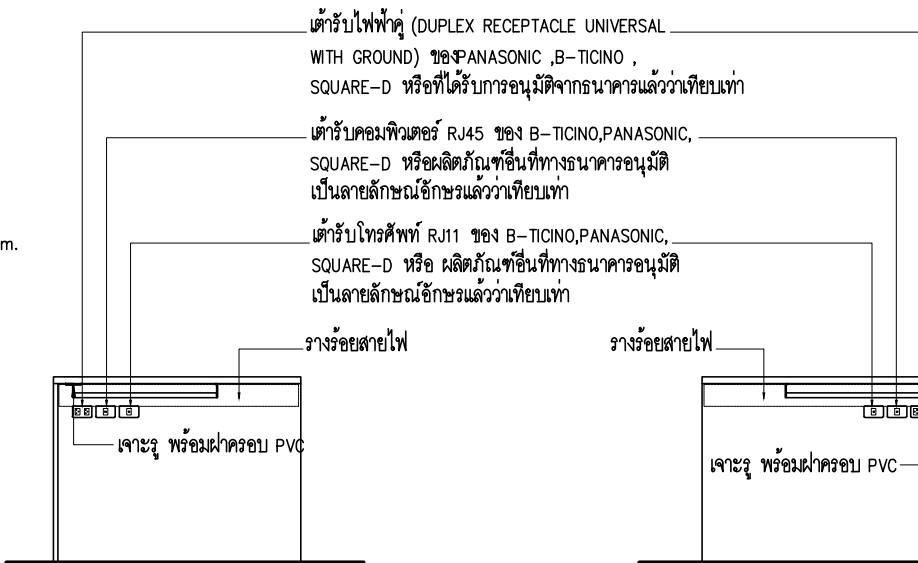 เต้ารับไฟฟ้าคู่ (DUPLEX RECEPTACLE UNIVERSAL
WITH GROUND) ของPANASONIC ,B-TICINO ,
SQUARE-D หรือที่ได้รับการอนุมัติจากธนาคารแล้วว่าเทียบเท่า
เต้ารับคอมพิวเตอร์ RJ45 ของ B-TICINO,PANASONIC,
SQUARE-D หรือผลิตภัณฑ์อื่นที่ทางธนาคารอนุมัติ
เป็นลายลักษณ์อักษรแล้วว่าเทียบเท่า
เต้ารับโทรศัพท์ RJ11 ของ B-TICINO,PANASONIC,
m.
SQUARE-D หรือ ผลิตภัณฑ์อื่นที่ทางธนาคารอนุมัติ
เป็นลายลักษณ์อักษรแล้วว่าเทียบเท่า
รางร้อยสายไฟ
รางร้อยสายไฟ
เจาะรู พร้อมฝาครอบ PVC
เจาะรู พร้อมฝาครอบ PVC